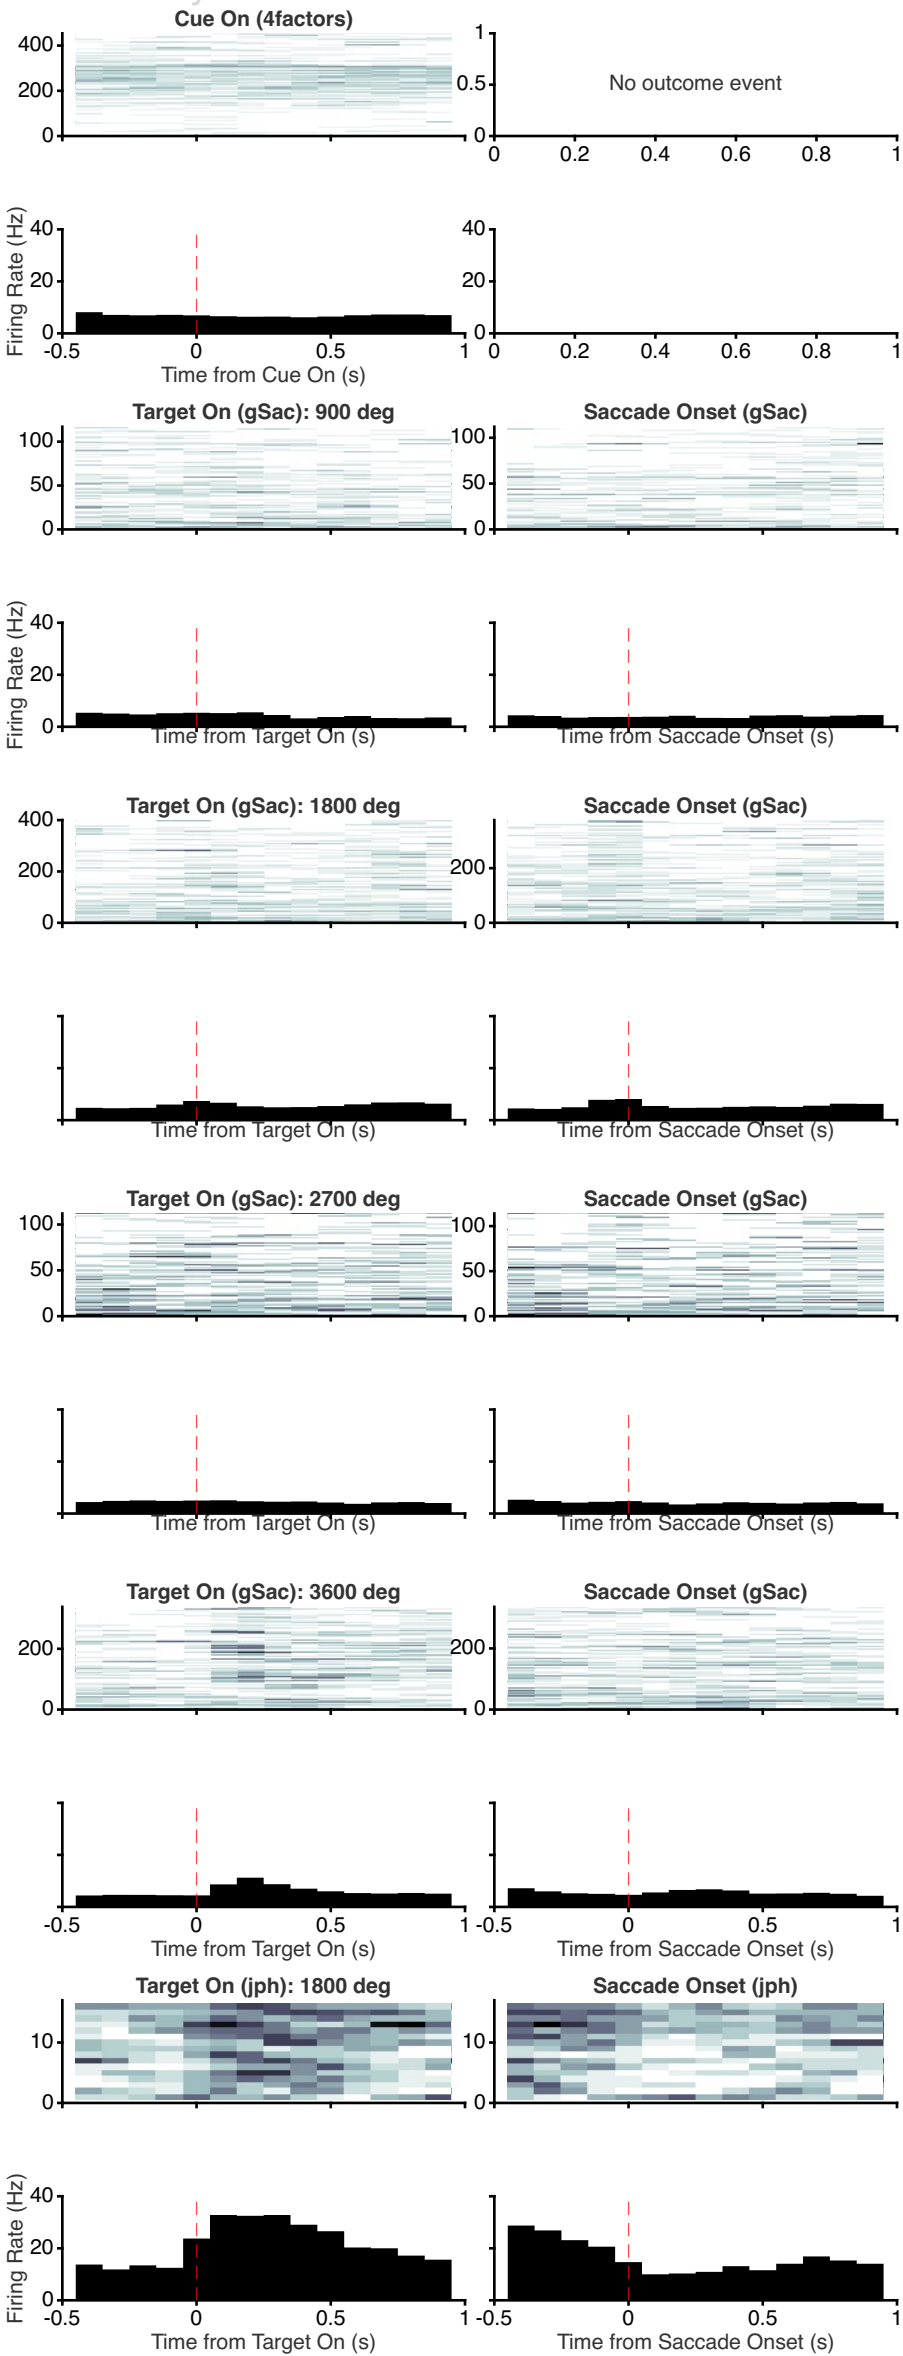 Cue On (4factors)
400
200
0
1
0.5
0
No outcome event
0 0.2 0.4 0.6 0.8 1
Firing Rate (Hz)
40
20
0
-0.5 0 0.5 1
Time from Cue On (s)
40
20
0
0 0.2 0.4 0.6 0.8 1
Target On (gSac): 900 deg
100
50
0
Saccade Onset (gSac)
100
50
0
Firing Rate (Hz)
40
20
0
Time from Target On (s)
Time from Saccade Onset (s)
Target On (gSac): 1800 deg
400
200
0
Saccade Onset (gSac)
200
0
Time from Target On (s)
Time from Saccade Onset (s)
Target On (gSac): 2700 deg
100
50
0
Saccade Onset (gSac)
100
50
0
Time from Target On (s)
Time from Saccade Onset (s)
Target On (gSac): 3600 deg
200
0
Saccade Onset (gSac)
200
0
-0.5 0 0.5 1
Time from Target On (s)
-0.5 0 0.5 1
Time from Saccade Onset (s)
Target On (jph): 1800 deg
10
0
Saccade Onset (jph)
10
0
Firing Rate (Hz)
40
20
0
-0.5 0 0.5 1
Time from Target On (s)
40
20
0
-0.5 0 0.5 1
Time from Saccade Onset (s)